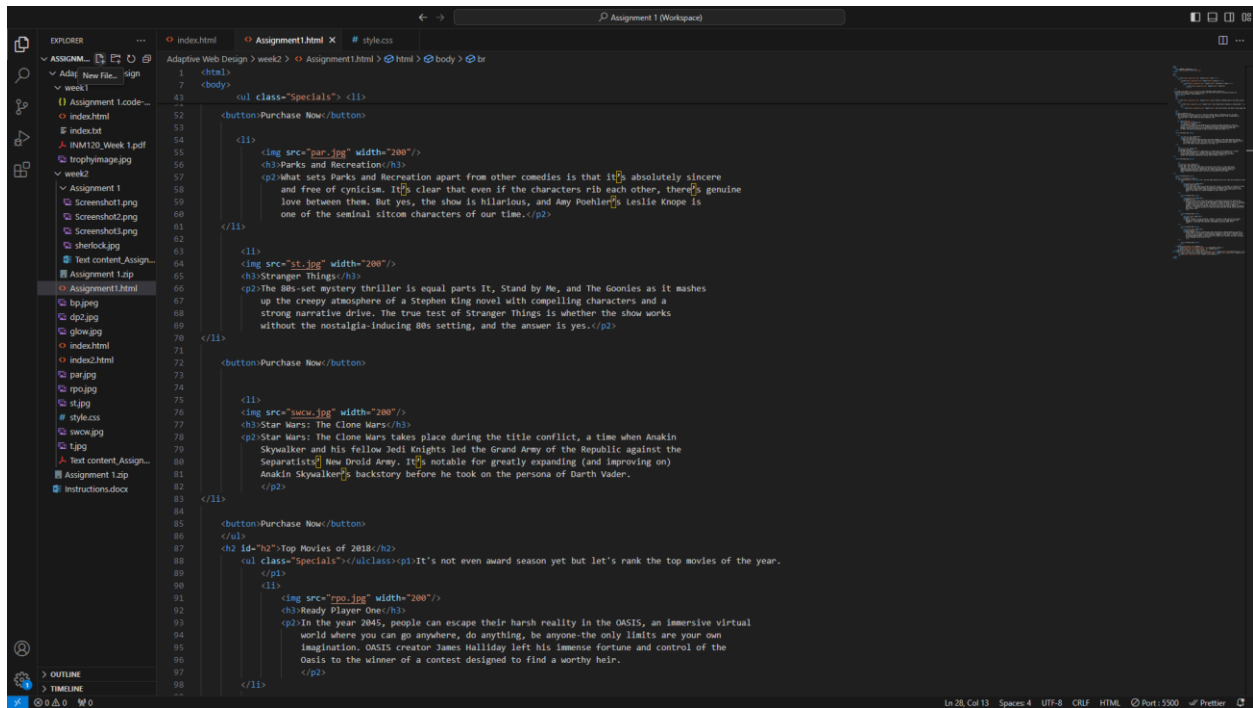 Assignment 1 (Workspace)
EXPLORER
ASSIGNM...
New File...
week1
Assignment 1.code-...
index.html
index.txt
INM120_Week 1.pdf
trophyimage.jpg
week2
Assignment 1
Screenshot1.png
Screenshot2.png
Screenshot3.png
sherlock.jpg
Text content_Assign...
Assignment 1.zip
Assignment1.html
bp.jpeg
dp2.jpg
glow.jpg
index.html
index2.html
par.jpg
rpo.jpg
st.jpg
style.css
swcw.jpg
t.jpg
Text content_Assign...
Assignment 1.zip
Instructions.docx
OUTLINE
TIMELINE
index.html
Assignment1.html
style.css
Adaptive Web Design > week2 > Assignment1.html > html > body > br
1 <html>
7 <body>
43 <ul class="Specials"> <li>
52 <button>Purchase Now</button>
53
54 <li>
55 <img src="par.jpg" width="200"/>
56 <h3>Parks and Recreation</h3>
57 <p2>What sets Parks and Recreation apart from other comedies is that it’s absolutely sincere
58 and free of cynicism. It’s clear that even if the characters rib each other, there’s genuine
59 love between them. But yes, the show is hilarious, and Amy Poehler’s Leslie Knope is
60 one of the seminal sitcom characters of our time.</p2>
61 </li>
62
63 <li>
64 <img src="st.jpg" width="200"/>
65 <h3>Stranger Things</h3>
66 <p2>The 80s-set mystery thriller is equal parts It, Stand by Me, and The Goonies as it mashes
67 up the creepy atmosphere of a Stephen King novel with compelling characters and a
68 strong narrative drive. The true test of Stranger Things is whether the show works
69 without the nostalgia-inducing 80s setting, and the answer is yes.</p2>
70 </li>
71
72 <button>Purchase Now</button>
73
74
75 <li>
76 <img src="swcw.jpg" width="200"/>
77 <h3>Star Wars: The Clone Wars</h3>
78 <p2>Star Wars: The Clone Wars takes place during the title conflict, a time when Anakin
79 Skywalker and his fellow Jedi Knights led the Grand Army of the Republic against the
80 Separatists’ New Droid Army. It’s notable for greatly expanding (and improving on)
81 Anakin Skywalker’s backstory before he took on the persona of Darth Vader.
82 </p2>
83 </li>
84
85 <button>Purchase Now</button>
86 </ul>
87 <h2 id="h2">Top Movies of 2018</h2>
88 <ul class="Specials"></ulclass><p1>It's not even award season yet but let's rank the top movies of the year.
89 </p1>
90 <li>
91 <img src="rpo.jpg" width="200"/>
92 <h3>Ready Player One</h3>
93 <p2>In the year 2045, people can escape their harsh reality in the OASIS, an immersive virtual
94 world where you can go anywhere, do anything, be anyone-the only limits are your own
95 imagination. OASIS creator James Halliday left his immense fortune and control of the
96 Oasis to the winner of a contest designed to find a worthy heir.
97 </p2>
98 </li>
0 0 0
Ln 28, Col 13 Spaces: 4 UTF-8 CRLF HTML Port : 5500 Prettier